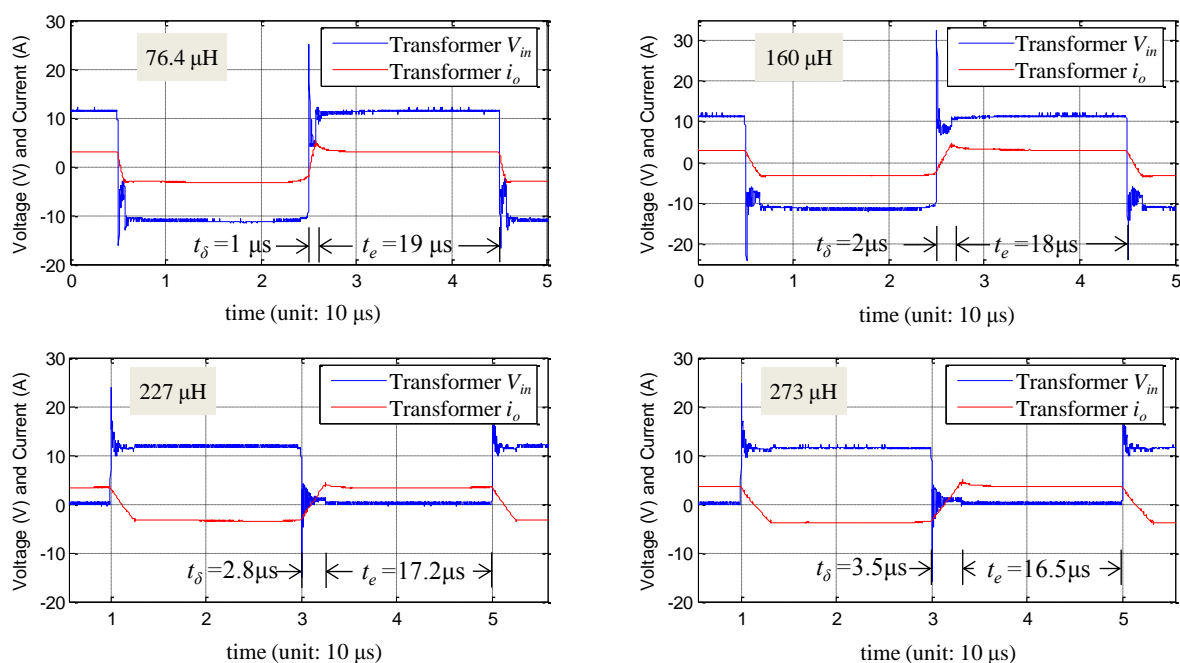 30
20
10
0
-10
-20
Voltage (V) and Current (A)
76.4 μH
Transformer V_in
Transformer i_o
t_δ =1 μs
t_e = 19 μs
0 1 2 3 4 5
time (unit: 10 μs)
30
20
10
0
-10
-20
Voltage (V) and Current (A)
160 μH
Transformer V_in
Transformer i_o
t_δ =2μs
t_e =18μs
0 1 2 3 4 5
time (unit: 10 μs)
30
20
10
0
-10
-20
Voltage (V) and Current (A)
227 μH
Transformer V_in
Transformer i_o
t_δ =2.8μs
t_e =17.2μs
1 2 3 4 5
time (unit: 10 μs)
30
20
10
0
-10
-20
Voltage (V) and Current (A)
273 μH
Transformer V_in
Transformer i_o
t_δ =3.5μs
t_e =16.5μs
1 2 3 4 5
time (unit: 10 μs)